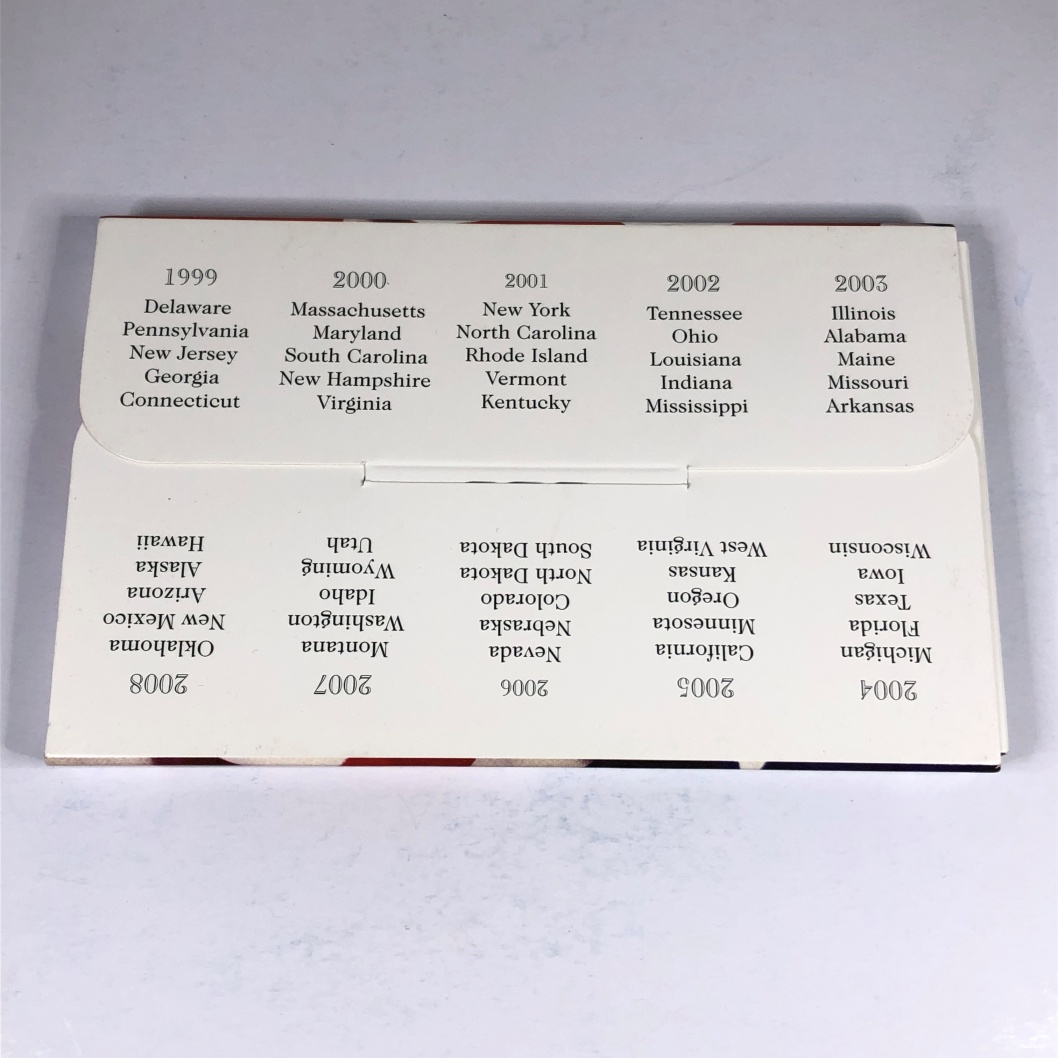 1999
Delaware
Pennsylvania
New Jersey
Georgia
Connecticut
2000
Massachusetts
Maryland
South Carolina
New Hampshire
Virginia
2001
New York
North Carolina
Rhode Island
Vermont
Kentucky
2002
Tennessee
Ohio
Louisiana
Indiana
Mississippi
2003
Illinois
Alabama
Maine
Missouri
Arkansas
2004
Michigan
Florida
Texas
Iowa
Wisconsin
2005
California
Minnesota
Oregon
Kansas
West Virginia
2006
Nevada
Nebraska
Colorado
North Dakota
South Dakota
2007
Montana
Washington
Idaho
Wyoming
Utah
2008
Oklahoma
New Mexico
Arizona
Alaska
Hawaii